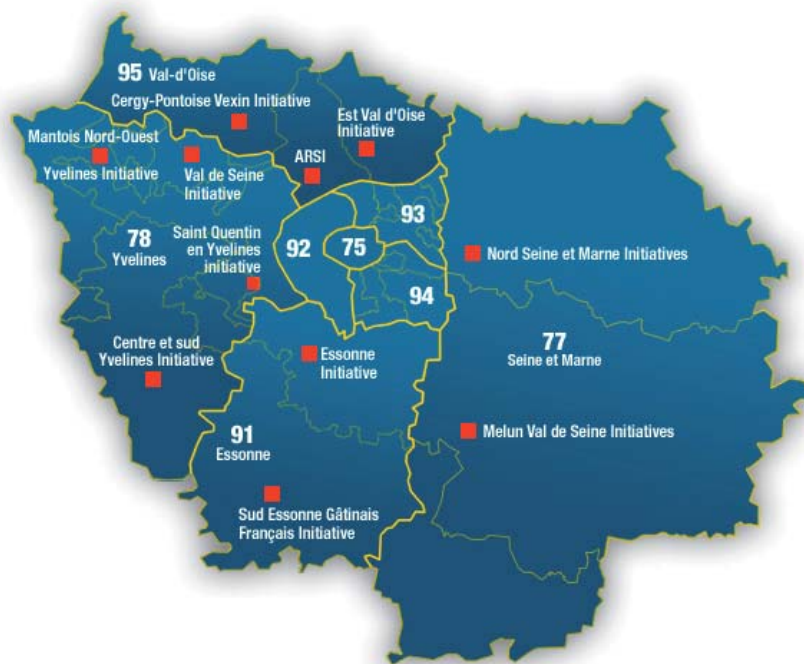 95 Val-d'Oise
Cergy-Pontoise Vexin Initiative
Est Val d'Oise
Initiative
Mantois Nord-Ouest
Yvelines Initiative
Val de Seine
Initiative
ARSI
93
78
Yvelines
Saint Quentin
en Yvelines
initiative
92
75
Nord Seine et Marne Initiatives
94
Centre et sud
Yvelines Initiative
Essonne
Initiative
77
Seine et Marne
91
Essonne
Melun Val de Seine Initiatives
Sud Essonne Gâtinais
Français Initiative